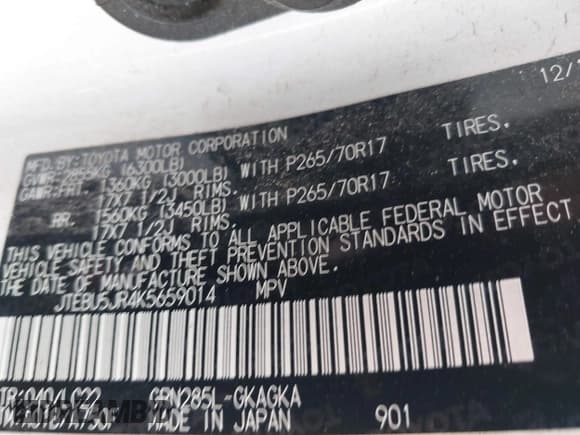 12/
MFD.BY:TOYOTA MOTOR CORPORATION
GVWR:2855KG (6300LB)
GAWR:FRT. 1360KG (3000LB) WITH P265/70R17 TIRES.
17X7 1/2J RIMS.
RR. 1560KG (3450LB) WITH P265/70R17 TIRES.
17X7 1/2J RIMS.
THIS VEHICLE CONFORMS TO ALL APPLICABLE FEDERAL MOTOR
VEHICLE SAFETY AND THEFT PREVENTION STANDARDS IN EFFECT
THE DATE OF MANUFACTURE SHOWN ABOVE.
JTEBU5JR4K5659014 MPV
GRN285L-GKAGKA
MADE IN JAPAN 901